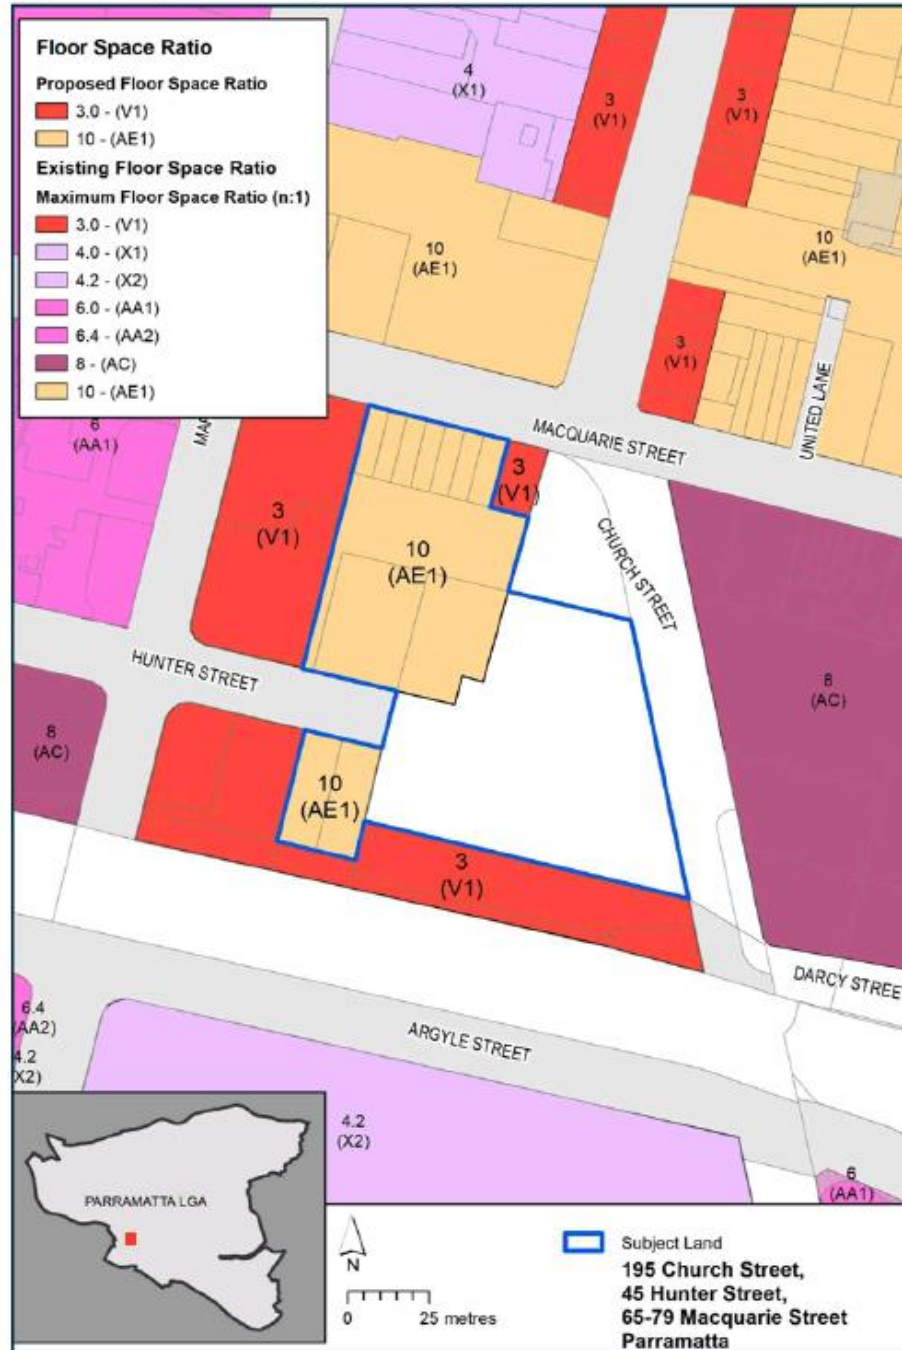 Floor Space Ratio
Proposed Floor Space Ratio
3.0 - (V1)
10 - (AE1)
Existing Floor Space Ratio
Maximum Floor Space Ratio (n:1)
3.0 - (V1)
4.0 - (X1)
4.2 - (X2)
6.0 - (AA1)
6.4 - (AA2)
8 - (AC)
10 - (AE1)
4
(X1)
3
(V1)
3
(V1)
10
(AE1)
10
(AE1)
3
(V1)
UNITED LANE
6
(AA1)
MACQUARIE STREET
3
(V1)
3
(V1)
10
(AE1)
CHURCH STREET
HUNTER STREET
8
(AC)
8
(AC)
10
(AE1)
3
(V1)
DARCY STREE
6.4
(AA2)
4.2
(X2)
ARGYLE STREET
4.2
(X2)
6
(AA1)
PARRAMATTA LGA
N
0 25 metres
Subject Land
195 Church Street,
45 Hunter Street,
65-79 Macquarie Street
Parramatta